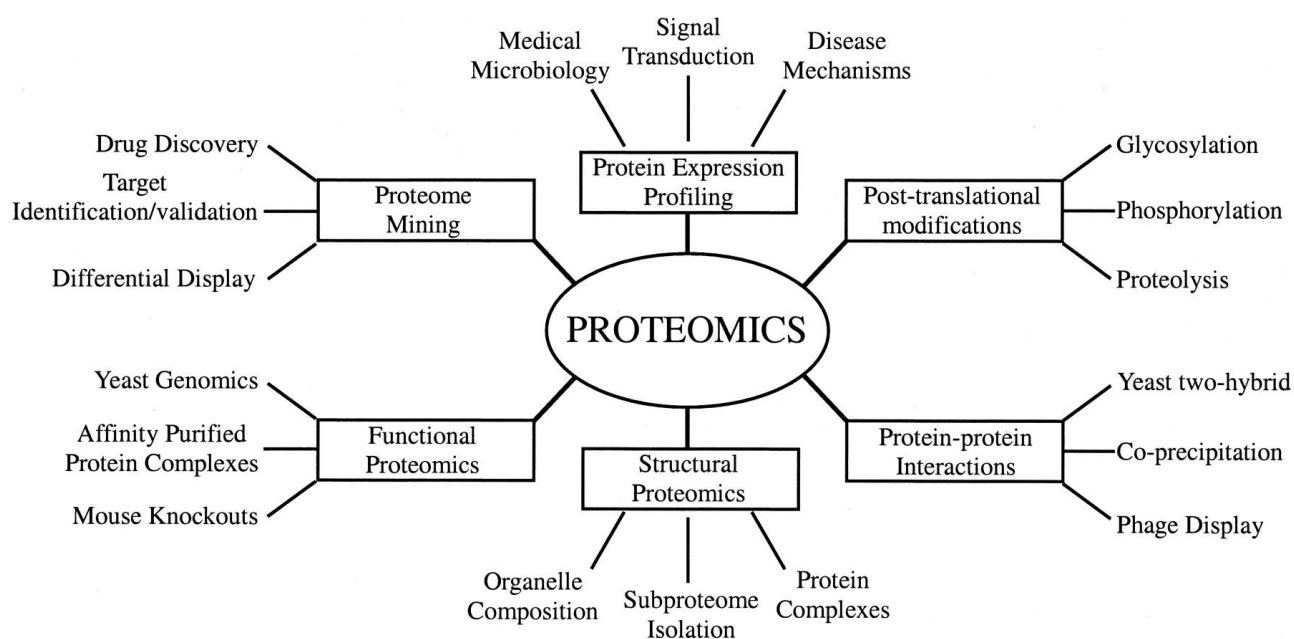 Medical
Microbiology
Signal
Transduction
Disease
Mechanisms
Drug Discovery
Target
Identification/validation
Differential Display
Proteome
Mining
Protein Expression
Profiling
Post-translational
modifications
Glycosylation
Phosphorylation
Proteolysis
PROTEOMICS
Yeast Genomics
Affinity Purified
Protein Complexes
Mouse Knockouts
Functional
Proteomics
Structural
Proteomics
Protein-protein
Interactions
Yeast two-hybrid
Co-precipitation
Phage Display
Organelle
Composition
Subproteome
Isolation
Protein
Complexes